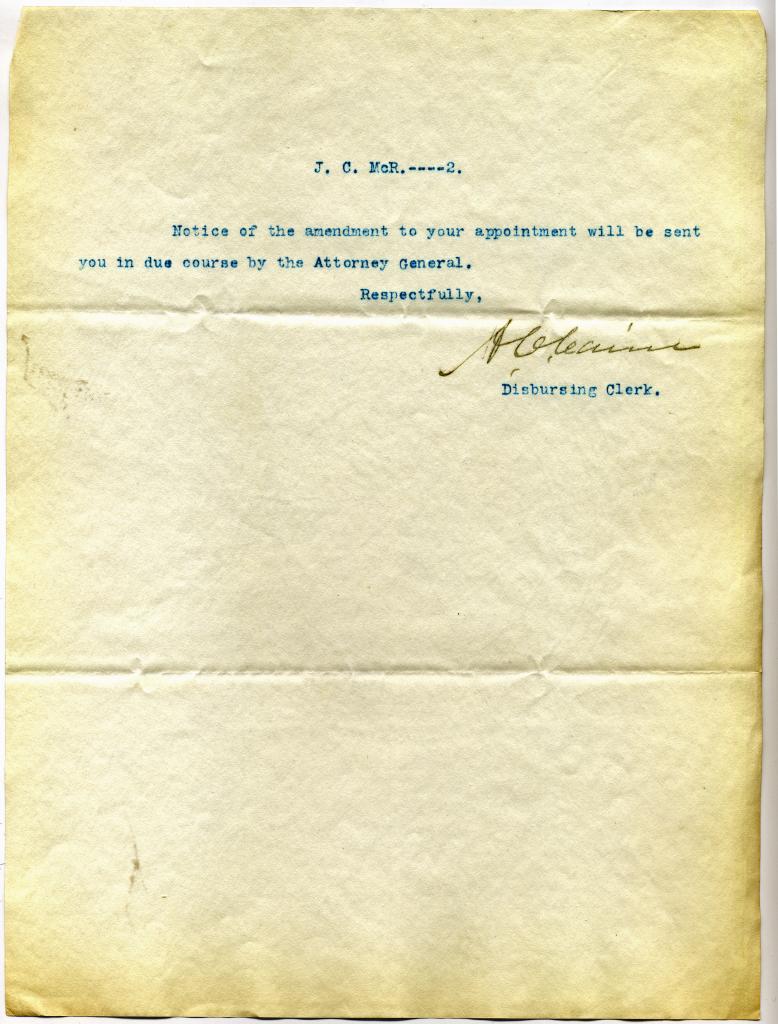 J. C. McR.----2.
Notice of the amendment to your appointment will be sent
you in due course by the Attorney General.
Respectfully,
Disbursing Clerk.